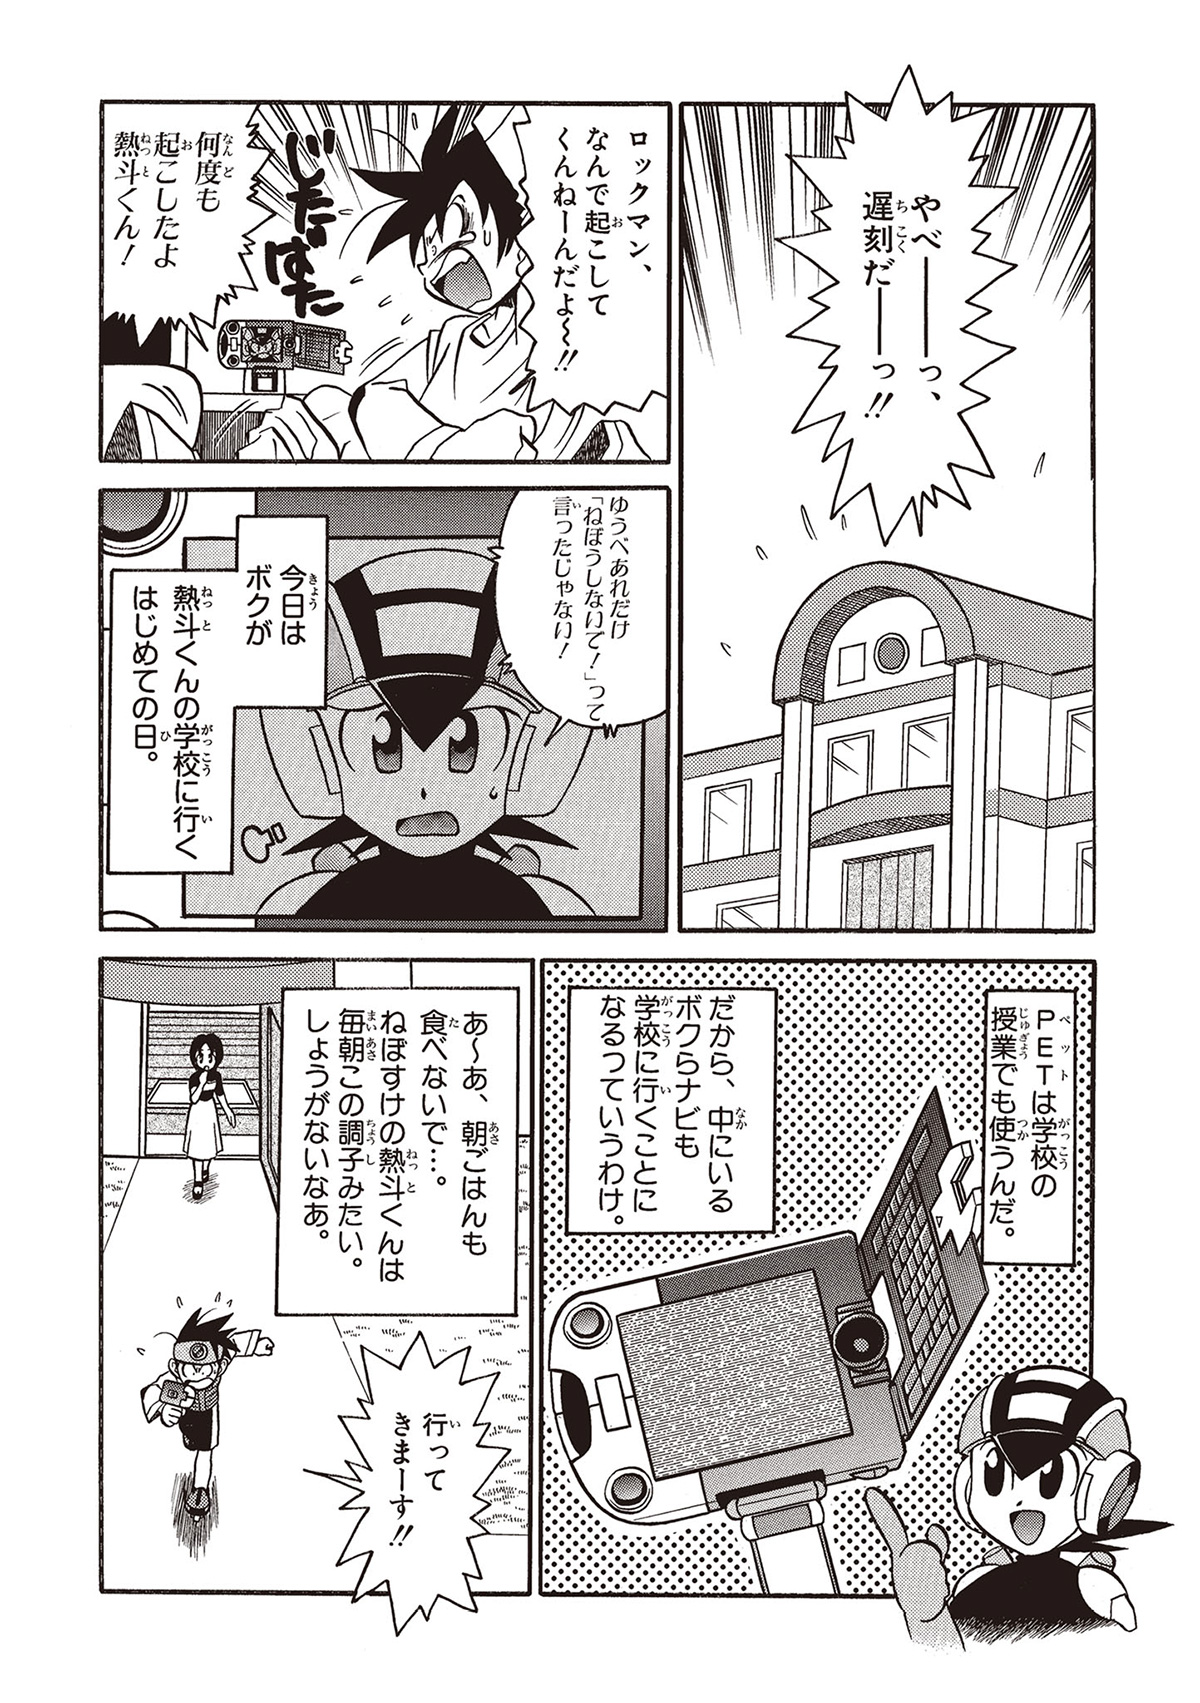 やべーーっ、
遅刻だーーっ!!
ロックマン、
なんで起こして
くんねーんだよ〜!!
じたばた
何度も
起こしたよ
熱斗くん!
ゆうべあれだけ
「ねぼうしないで!」って
言ったじゃない!
今日は
ボクが
熱斗くんの学校に行く
はじめての日。
PETは学校の
授業でも使うんだ。
だから、中にいる
ボクらナビも
学校に行くことに
なるっていうわけ。
あ〜あ、朝ごはんも
食べないで…。
ねぼすけの熱斗くんは
毎朝この調子みたい。
しょうがないなあ。
行って
きまーす!!